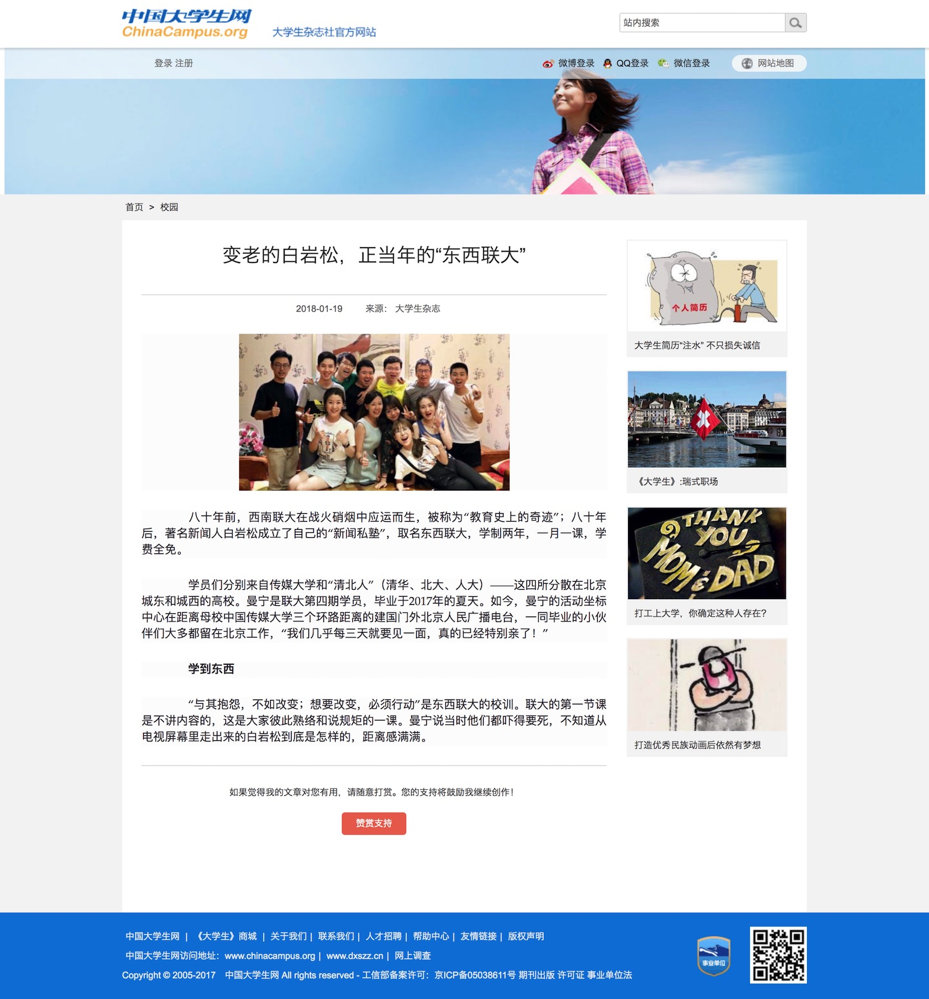 中国大学生网
ChinaCampus.org
大学生杂志社官方网站
站内搜索
登录 注册
微博登录 QQ登录 微信登录 网站地图
首页 > 校园
变老的白岩松，正当年的“东西联大”
2018-01-19 来源： 大学生杂志
八十年前，西南联大在战火硝烟中应运而生，被称为“教育史上的奇迹”；八十年
后，著名新闻人白岩松成立了自己的“新闻私塾”，取名东西联大，学制两年，一月一课，学
费全免。
学员们分别来自传媒大学和“清北人”（清华、北大、人大）——这四所分散在北京
城东和城西的高校。曼宁是联大第四期学员，毕业于2017年的夏天。如今，曼宁的活动坐标
中心在距离母校中国传媒大学三个环路距离的建国门外北京人民广播电台，一同毕业的小伙
伴们大多都留在北京工作，“我们几乎每三天就要见一面，真的已经特别亲了！”
学到东西
“与其抱怨，不如改变；想要改变，必须行动”是东西联大的校训。联大的第一节课
是不讲内容的，这是大家彼此熟络和说规矩的一课。曼宁说当时他们都吓得要死，不知道从
电视屏幕里走出来的白岩松到底是怎样的，距离感满满。
如果觉得我的文章对您有用，请随意打赏。您的支持将鼓励我继续创作！
赞赏支持
个人简历
大学生简历“注水” 不只损失诚信
《大学生》:瑞式职场
THANK
YOU
MOM & DAD
打工上大学，你确定这种人存在？
打造优秀民族动画后依然有梦想
中国大学生网 | 《大学生》商城 | 关于我们 | 联系我们 | 人才招聘 | 帮助中心 | 友情链接 | 版权声明
中国大学生网访问地址：www.chinacampus.org | www.dxszz.cn | 网上调查
Copyright © 2005-2017 中国大学生网 All rights reserved - 工信部备案许可：京ICP备05038611号 期刊出版 许可证 事业单位法
事业单位